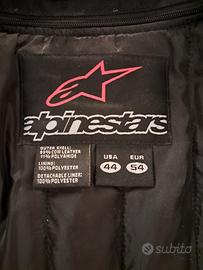 alpinestars
OUTER SHELL:
89% COW LEATHER
11% POLYAMIDE
LINING:
100% POLYESTER
DETACHABLE LINER:
100% POLYESTER
USA EUR
44 54
subito